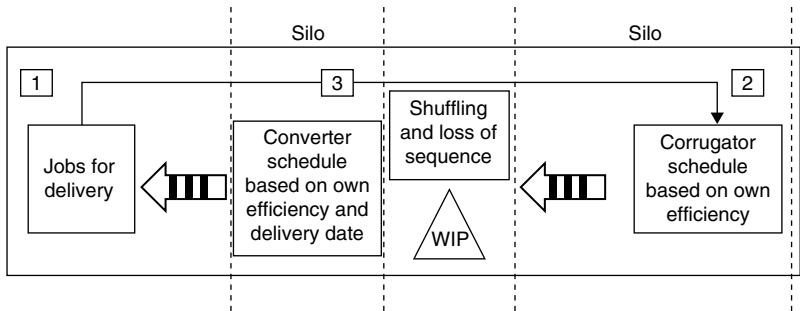 Silo
Silo
1
3
2
Jobs for
delivery
Converter
schedule
based on own
efficiency and
delivery date
Shuffling
and loss of
sequence
WIP
Corrugator
schedule
based on own
efficiency